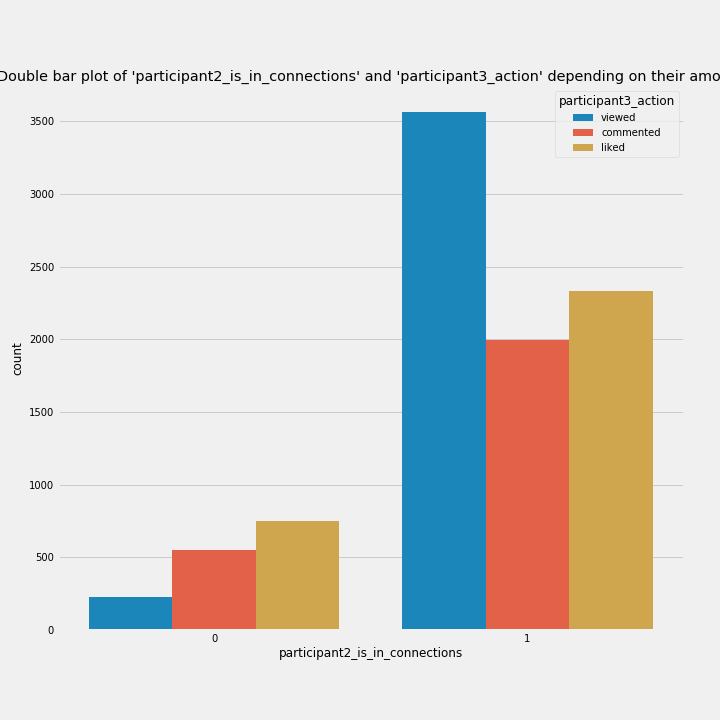 Double bar plot of 'participant2_is_in_connections' and 'participant3_action' depending on their
participant3_action
viewed
commented
liked
3500
3000
2500
2000
1500
1000
500
0
count
0
1
participant2_is_in_connections